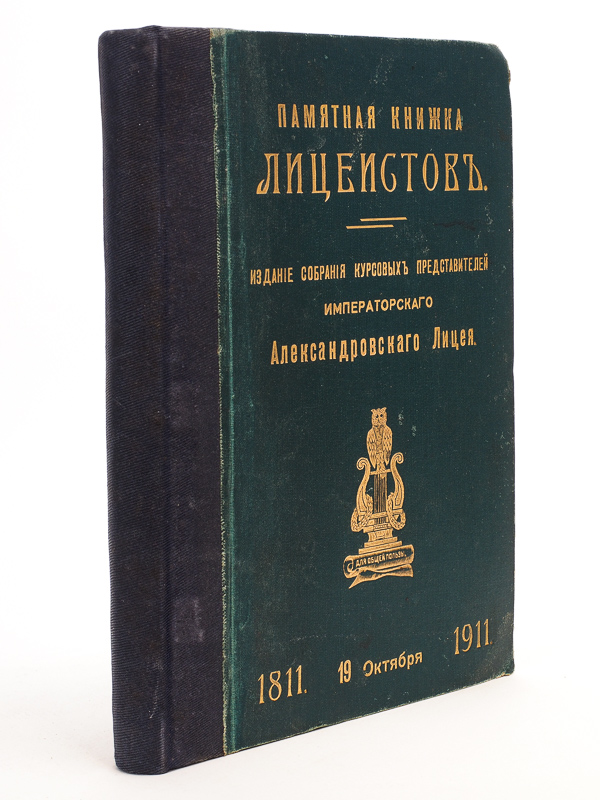 ПАМЯТНАЯ КНИЖКА
ЛИЦЕИСТОВЪ.
ИЗДАНІЕ СОБРАНІЯ КУРСОВЫХЪ ПРЕДСТАВИТЕЛЕЙ
ИМПЕРАТОРСКАГО
Александровскаго Лицея.
ДЛЯ ОБЩЕЙ ПОЛЬЗЫ
1811. 19 Октября 1911.